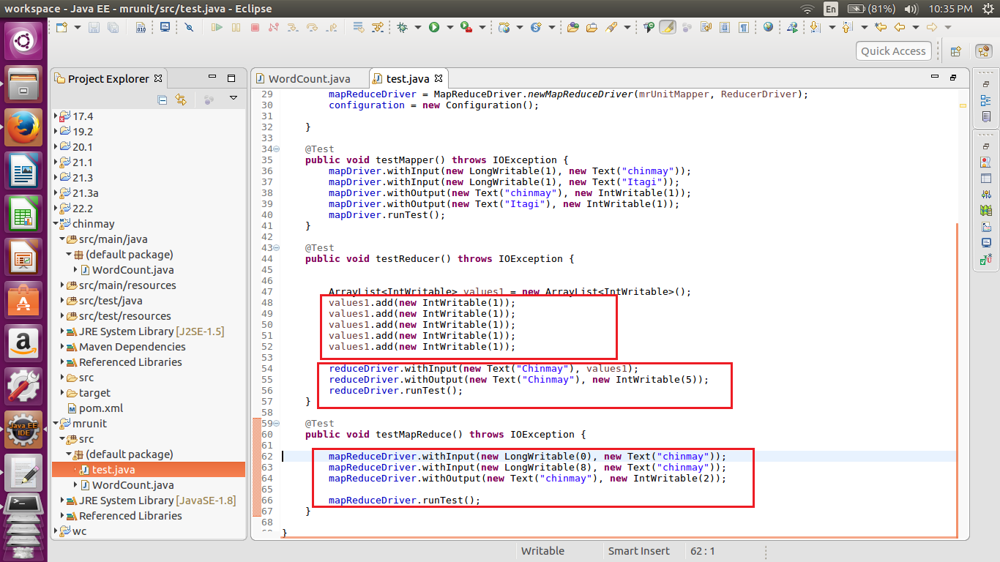 workspace - Java EE - mrunit/src/test.java - Eclipse
En
(81%)
10:35 PM
Quick Access
Project Explorer
17.4
19.2
20.1
21.1
21.3
21.3a
22.2
chinmay
src/main/java
(default package)
WordCount.java
src/main/resources
src/test/java
src/test/resources
JRE System Library [J2SE-1.5]
Maven Dependencies
Referenced Libraries
src
target
pom.xml
mrunit
src
(default package)
test.java
WordCount.java
JRE System Library [JavaSE-1.8]
Referenced Libraries
wc
WordCount.java
test.java
29 mapReduceDriver = MapReduceDriver.newMapReduceDriver(mrUnitMapper, ReducerDriver);
30 configuration = new Configuration();
31
32 }
33
34 @Test
35 public void testMapper() throws IOException {
36 mapDriver.withInput(new LongWritable(1), new Text("chinmay"));
37 mapDriver.withInput(new LongWritable(1), new Text("Itagi"));
38 mapDriver.withOutput(new Text("chinmay"), new IntWritable(1));
39 mapDriver.withOutput(new Text("Itagi"), new IntWritable(1));
40 mapDriver.runTest();
41 }
42
43 @Test
44 public void testReducer() throws IOException {
45
46
47 ArrayList<IntWritable> values1 = new ArrayList<IntWritable>();
48 values1.add(new IntWritable(1));
49 values1.add(new IntWritable(1));
50 values1.add(new IntWritable(1));
51 values1.add(new IntWritable(1));
52 values1.add(new IntWritable(1));
53
54 reduceDriver.withInput(new Text("Chinmay"), values1);
55 reduceDriver.withOutput(new Text("Chinmay"), new IntWritable(5));
56 reduceDriver.runTest();
57 }
58
59 @Test
60 public void testMapReduce() throws IOException {
61
62 mapReduceDriver.withInput(new LongWritable(0), new Text("chinmay"));
63 mapReduceDriver.withInput(new LongWritable(8), new Text("chinmay"));
64 mapReduceDriver.withOutput(new Text("chinmay"), new IntWritable(2));
65
66 mapReduceDriver.runTest();
67 }
68
69 }
Writable
Smart Insert
62 : 1
Java EE
IDE